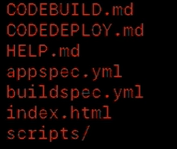 CODEBUILD.md
CODEDEPLOY.md
HELP.md
appspec.yml
buildspec.yml
index.html
scripts/